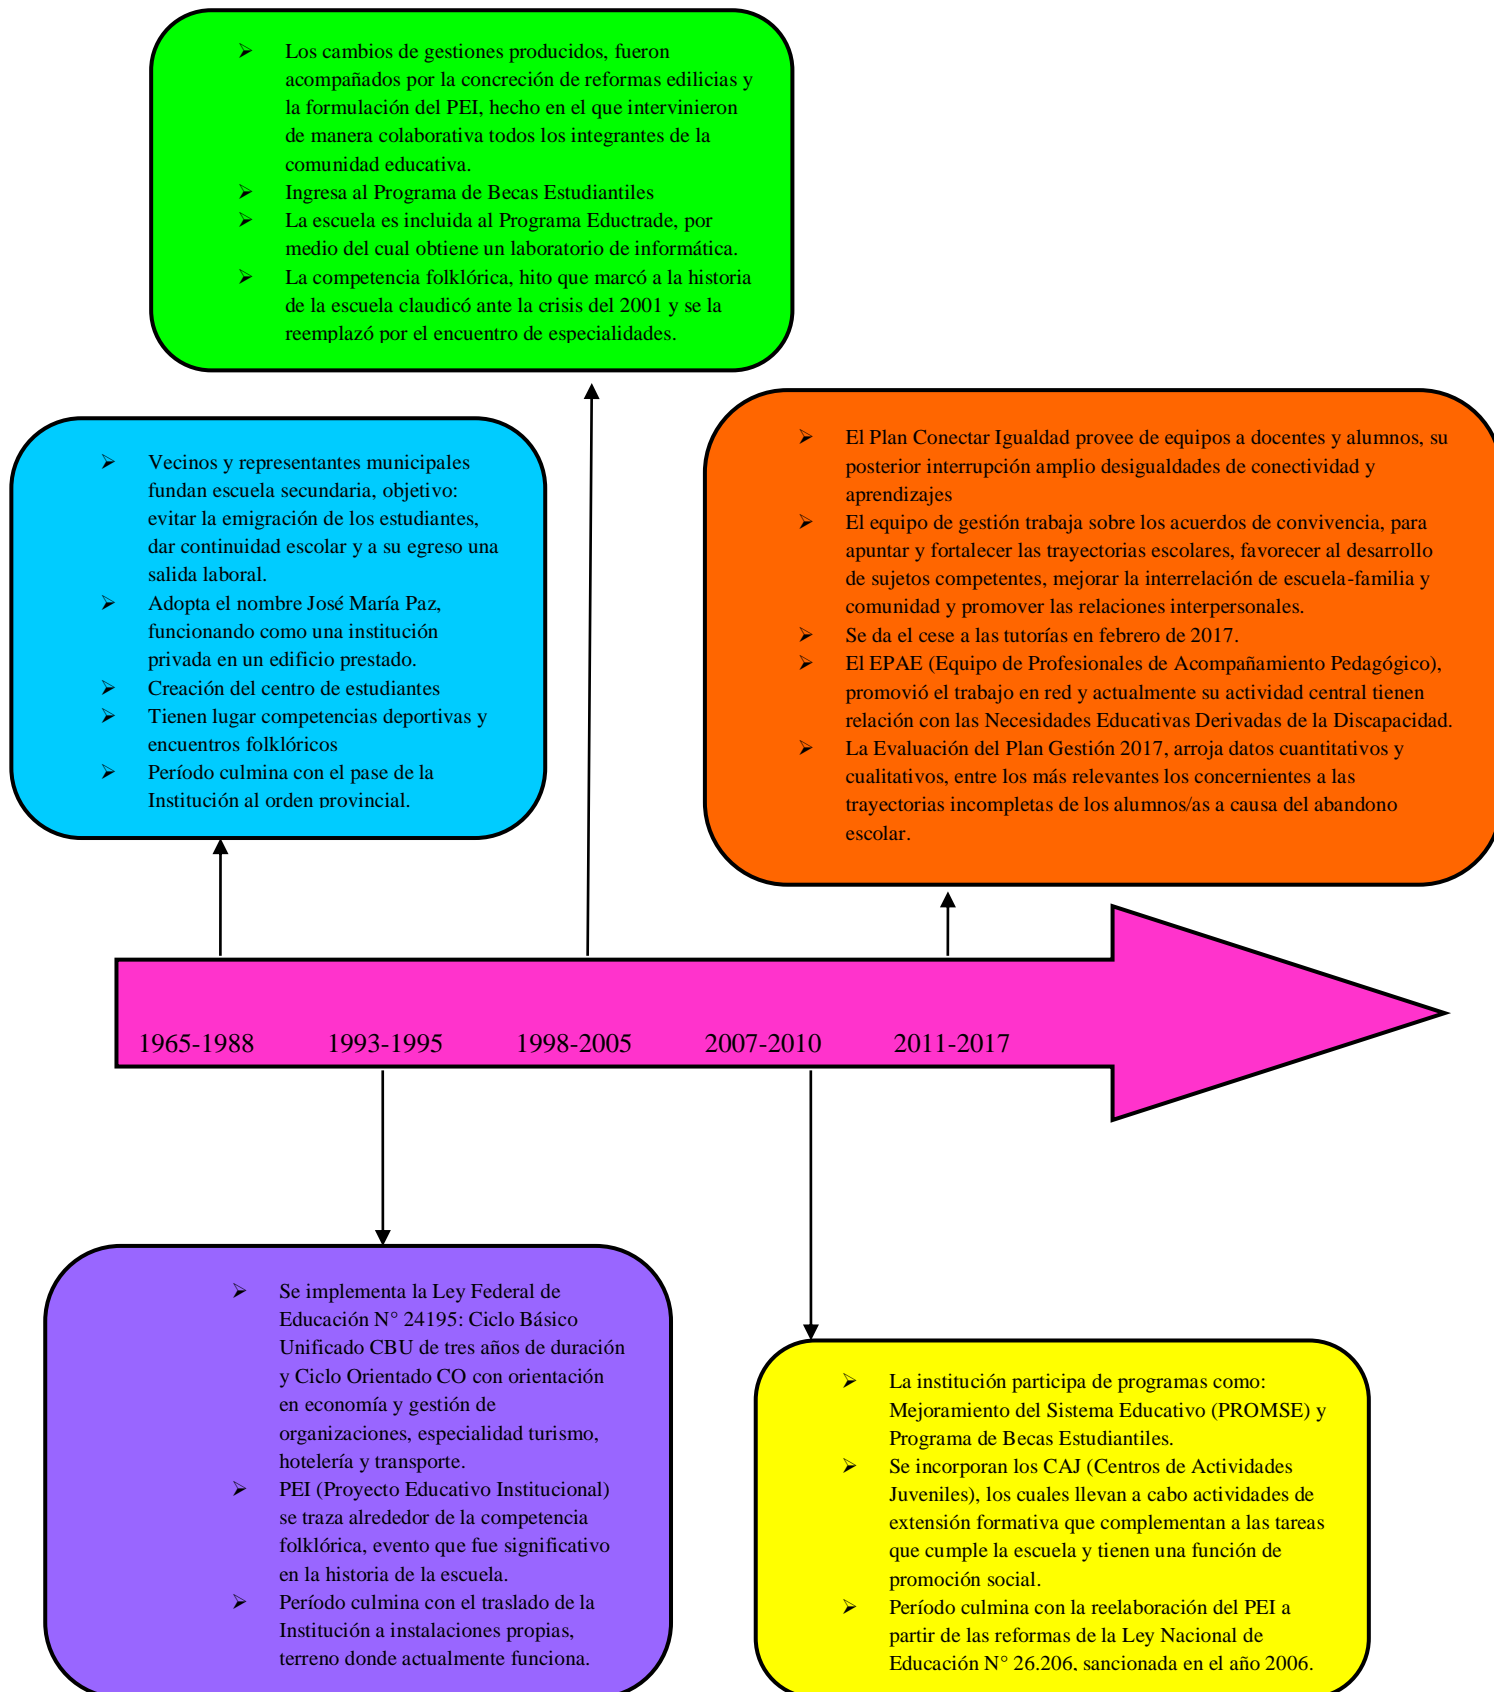 ➢ Los cambios de gestiones producidos, fueron
acompañados por la concreción de reformas edilicias y
la formulación del PEI, hecho en el que intervinieron
de manera colaborativa todos los integrantes de la
comunidad educativa.
➢ Ingresa al Programa de Becas Estudiantiles
➢ La escuela es incluida al Programa Eductrade, por
medio del cual obtiene un laboratorio de informática.
➢ La competencia folklórica, hito que marcó a la historia
de la escuela claudicó ante la crisis del 2001 y se la
reemplazó por el encuentro de especialidades.
➢ Vecinos y representantes municipales
fundan escuela secundaria, objetivo:
evitar la emigración de los estudiantes,
dar continuidad escolar y a su egreso una
salida laboral.
➢ Adopta el nombre José María Paz,
funcionando como una institución
privada en un edificio prestado.
➢ Creación del centro de estudiantes
➢ Tienen lugar competencias deportivas y
encuentros folklóricos
➢ Período culmina con el pase de la
Institución al orden provincial.
➢ El Plan Conectar Igualdad provee de equipos a docentes y alumnos, su
posterior interrupción amplio desigualdades de conectividad y
aprendizajes
➢ El equipo de gestión trabaja sobre los acuerdos de convivencia, para
apuntar y fortalecer las trayectorias escolares, favorecer al desarrollo
de sujetos competentes, mejorar la interrelación de escuela-familia y
comunidad y promover las relaciones interpersonales.
➢ Se da el cese a las tutorías en febrero de 2017.
➢ El EPAE (Equipo de Profesionales de Acompañamiento Pedagógico),
promovió el trabajo en red y actualmente su actividad central tienen
relación con las Necesidades Educativas Derivadas de la Discapacidad.
➢ La Evaluación del Plan Gestión 2017, arroja datos cuantitativos y
cualitativos, entre los más relevantes los concernientes a las
trayectorias incompletas de los alumnos/as a causa del abandono
escolar.
1965-1988 1993-1995 1998-2005 2007-2010 2011-2017
➢ Se implementa la Ley Federal de
Educación N° 24195: Ciclo Básico
Unificado CBU de tres años de duración
y Ciclo Orientado CO con orientación
en economía y gestión de
organizaciones, especialidad turismo,
hotelería y transporte.
➢ PEI (Proyecto Educativo Institucional)
se traza alrededor de la competencia
folklórica, evento que fue significativo
en la historia de la escuela.
➢ Período culmina con el traslado de la
Institución a instalaciones propias,
terreno donde actualmente funciona.
➢ La institución participa de programas como:
Mejoramiento del Sistema Educativo (PROMSE) y
Programa de Becas Estudiantiles.
➢ Se incorporan los CAJ (Centros de Actividades
Juveniles), los cuales llevan a cabo actividades de
extensión formativa que complementan a las tareas
que cumple la escuela y tienen una función de
promoción social.
➢ Período culmina con la reelaboración del PEI a
partir de las reformas de la Ley Nacional de
Educación N° 26.206, sancionada en el año 2006.